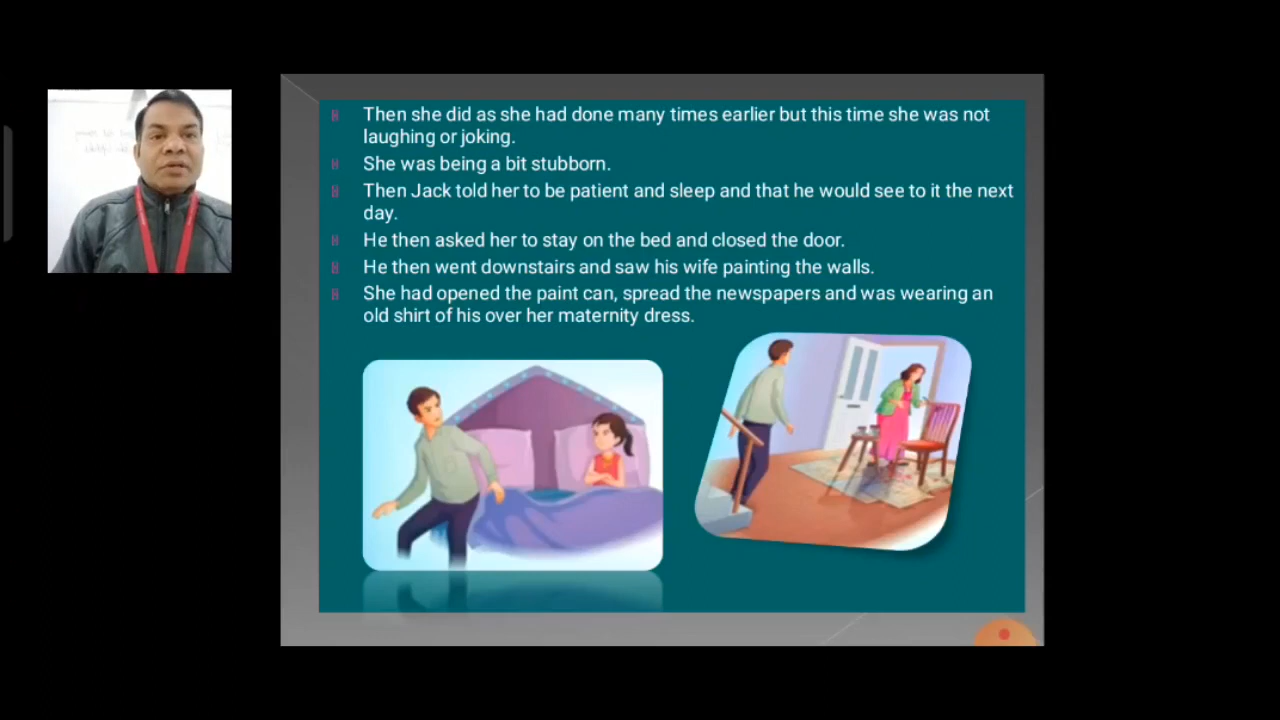 Then she did as she had done many times earlier but this time she was not
laughing or joking.
She was being a bit stubborn.
Then Jack told her to be patient and sleep and that he would see to it the next
day.
He then asked her to stay on the bed and closed the door.
He then went downstairs and saw his wife painting the walls.
She had opened the paint can, spread the newspapers and was wearing an
old shirt of his over her maternity dress.